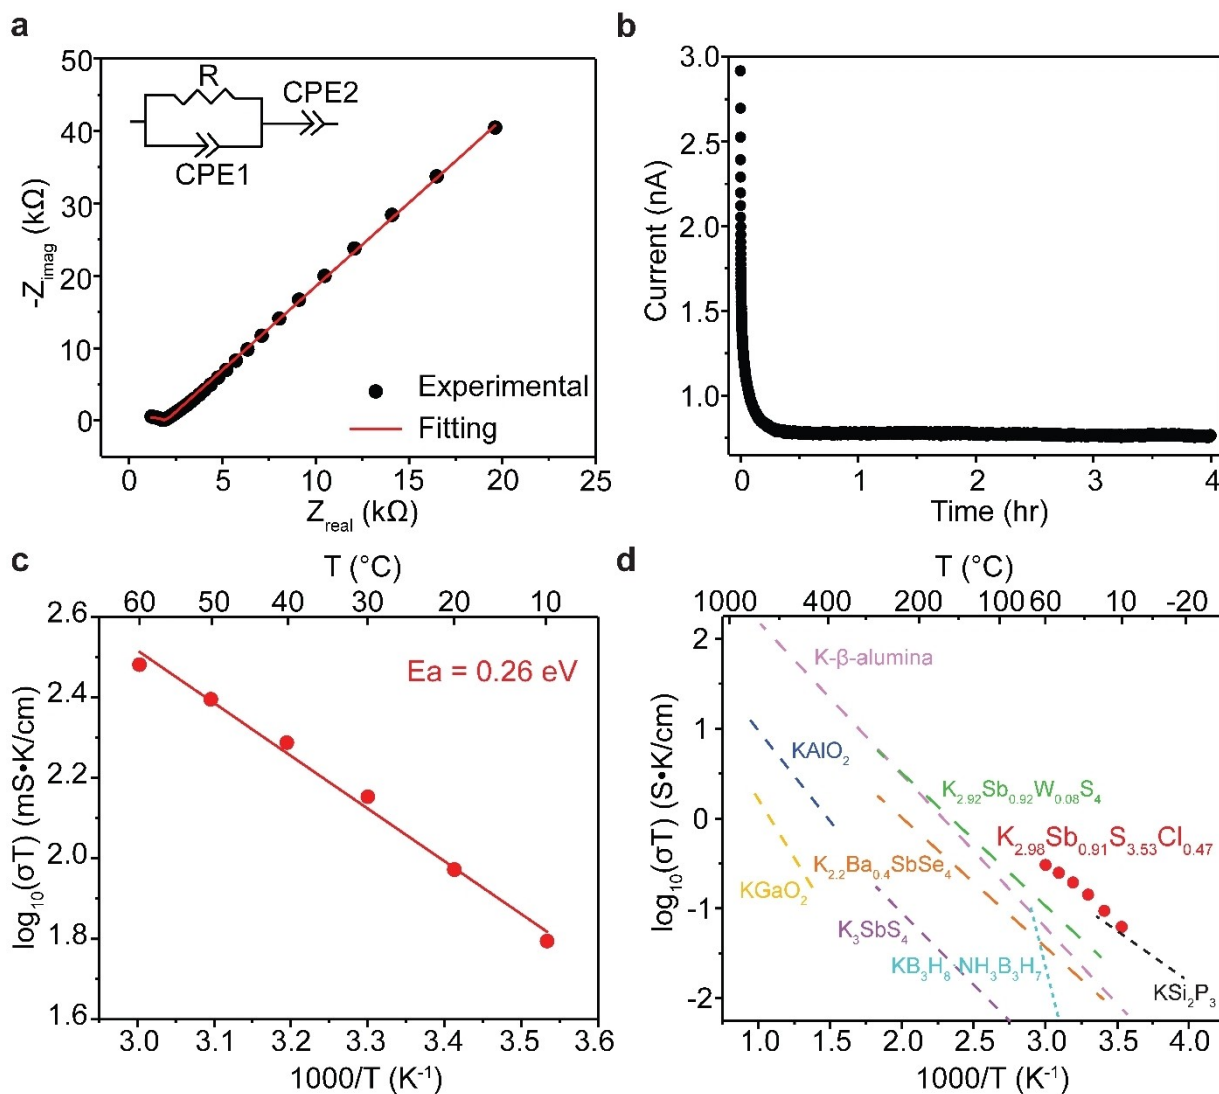 a
50
40
30
20
10
0
-Z_imag (kΩ)
R
CPE1
CPE2
Experimental
Fitting
0 5 10 15 20 25
Z_real (kΩ)
b
3.0
2.5
2.0
1.5
1.0
Current (nA)
0 1 2 3 4
Time (hr)
c
T (°C)
60 50 40 30 20 10
2.6
2.4
2.2
2.0
1.8
1.6
log₁₀(σT) (mS•K/cm)
Ea = 0.26 eV
3.0 3.1 3.2 3.3 3.4 3.5 3.6
1000/T (K⁻¹)
d
T (°C)
1000 400 200 100 60 10 -20
2
1
0
-1
-2
log₁₀(σT) (S•K/cm)
K-β-alumina
KAlO₂
K₂.₉₂Sb₀.₉₂W₀.₀₈S₄
K₂.₉₈Sb₀.₉₁S₃.₅₃Cl₀.₄₇
K₂.₂Ba₀.₄SbSe₄
KGaO₂
K₃SbS₄
KB₃H₈ NH₃B₃H₇
KSi₂P₃
1.0 1.5 2.0 2.5 3.0 3.5 4.0
1000/T (K⁻¹)